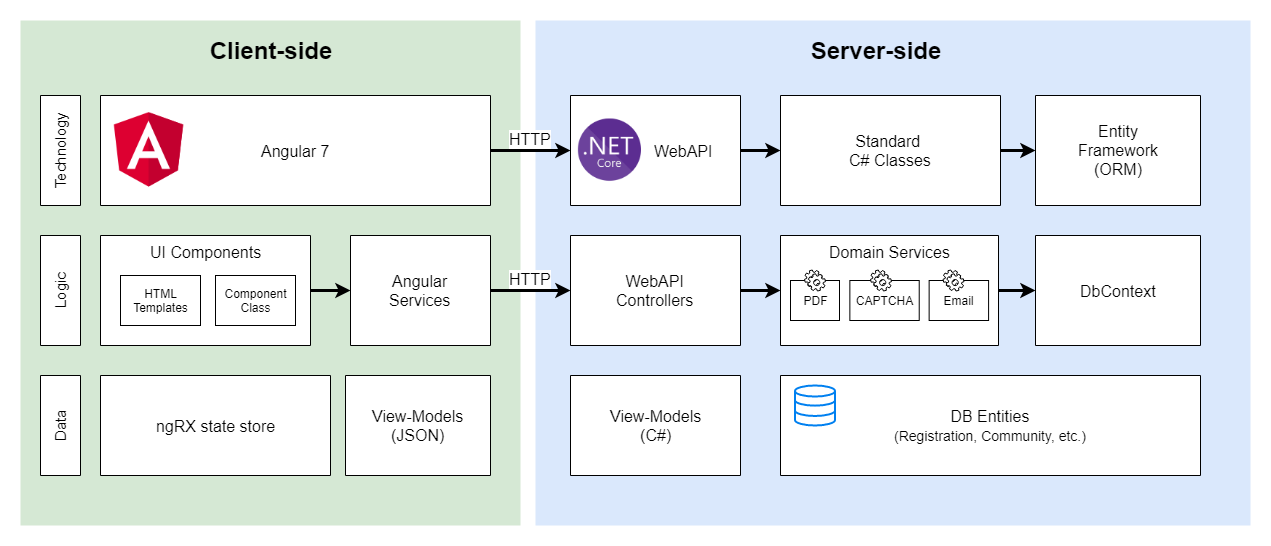 Client-side
Server-side
Technology
Angular 7
HTTP
.NET
Core
WebAPI
Standard
C# Classes
Entity
Framework
(ORM)
Logic
UI Components
HTML
Templates
Component
Class
Angular
Services
HTTP
WebAPI
Controllers
Domain Services
PDF
CAPTCHA
Email
DbContext
Data
ngRX state store
View-Models
(JSON)
View-Models
(C#)
DB Entities
(Registration, Community, etc.)